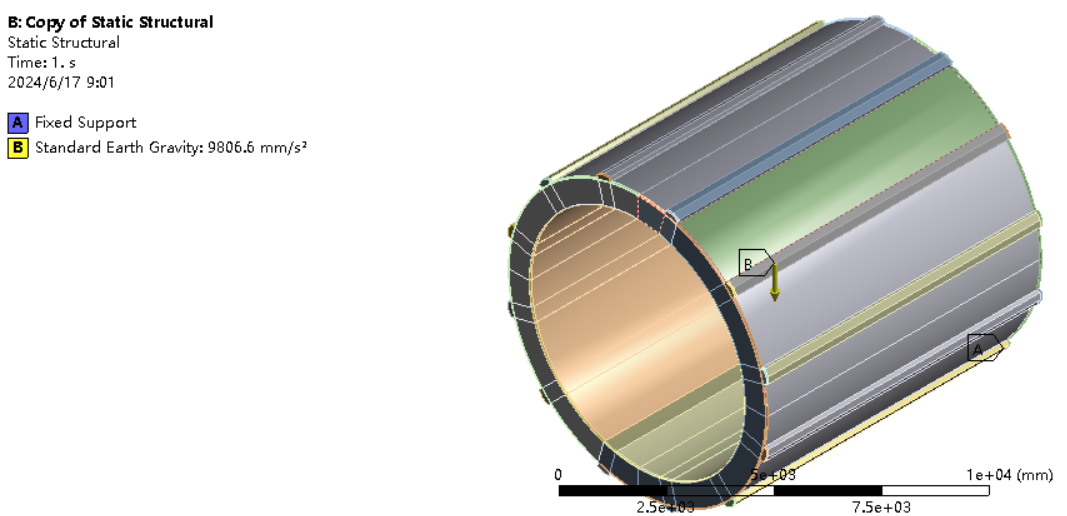 B: Copy of Static Structural
Static Structural
Time: 1. s
2024/6/17 9:01
A Fixed Support
B Standard Earth Gravity: 9806.6 mm/s²
B
A
0 5e+03 1e+04 (mm)
2.5e+03 7.5e+03